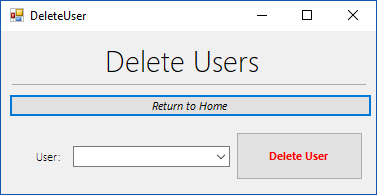 DeleteUser
Delete Users
Return to Home
User:
Delete User